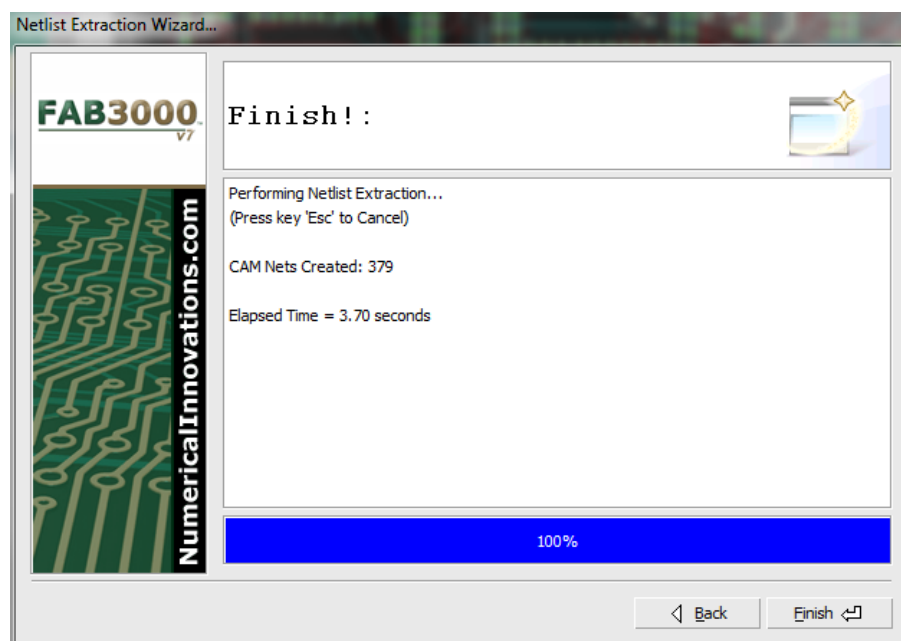 Netlist Extraction Wizard...
FAB3000
V7
NumericalInnovations.com
Finish!:
Performing Netlist Extraction...
(Press key 'Esc' to Cancel)
CAM Nets Created: 379
Elapsed Time = 3.70 seconds
100%
Back
Finish